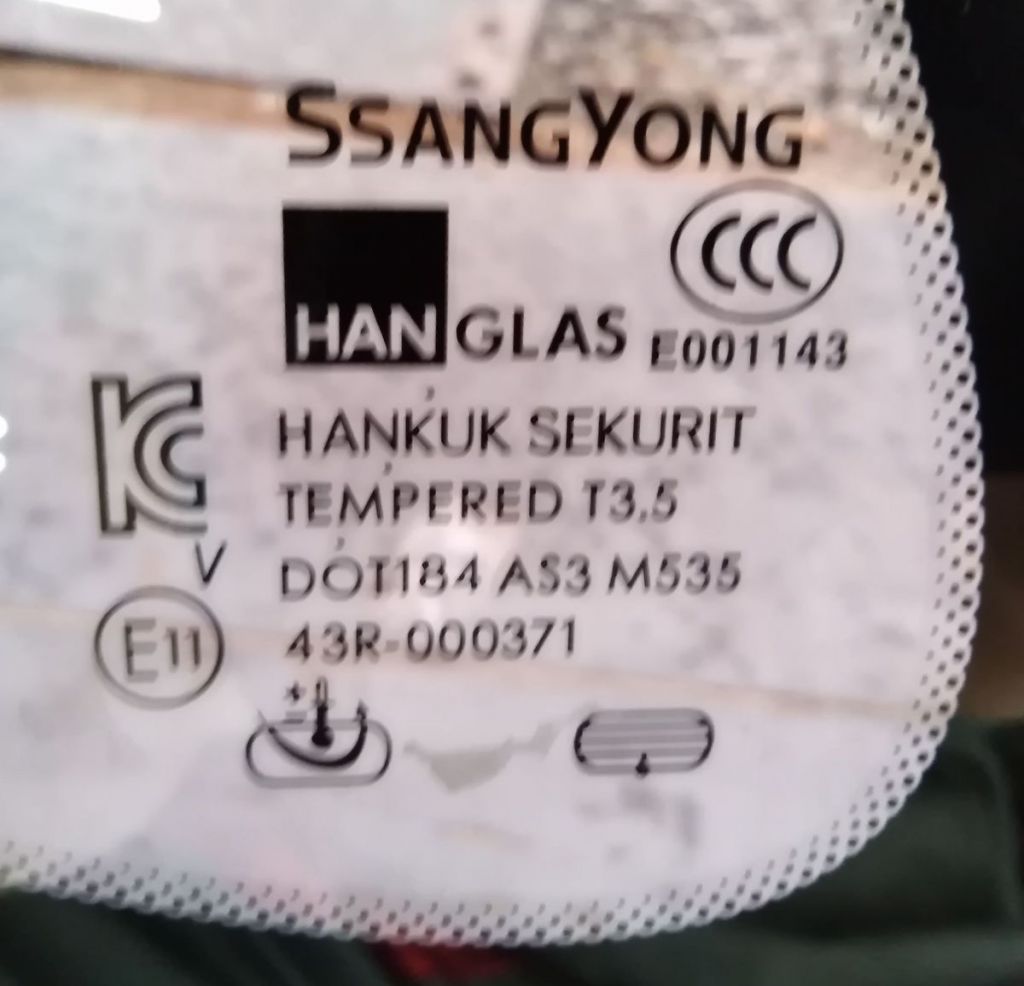 SSANGYONG
CCC
HANGLAS E001143
KC
HANKUK SEKURIT
TEMPERED T3.5
V
DOT184 AS3 M535
E11
43R-000371